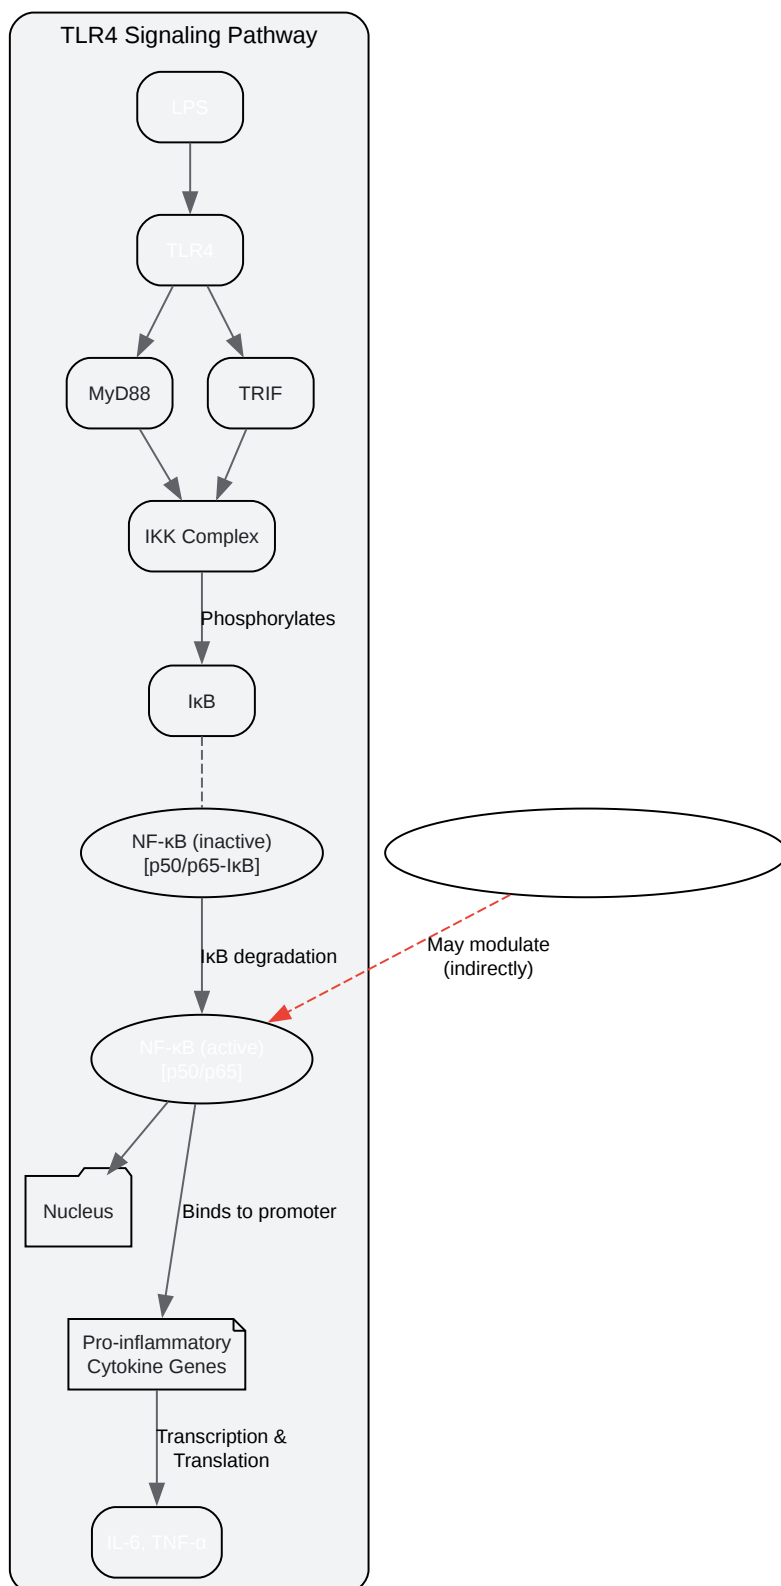 TLR4 Signaling Pathway
LPS
TLR4
MyD88
TRIF
IKK Complex
Phosphorylates
IκB
NF-κB (inactive)
[p50/p65-IκB]
IκB degradation
May modulate
(indirectly)
NF-κB (active)
[p50/p65]
Nucleus
Binds to promoter
Pro-inflammatory
Cytokine Genes
Transcription &
Translation
IL-6, TNF-α